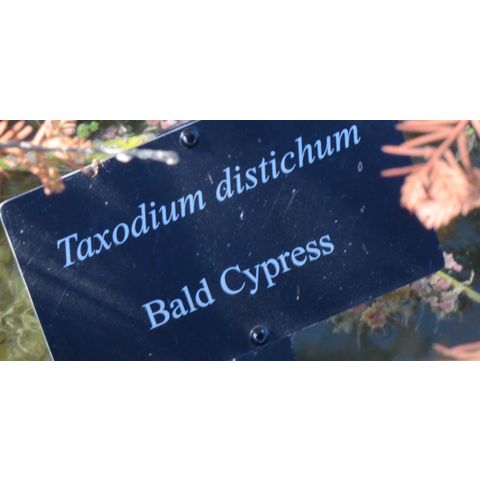 Taxodium distichum
Bald Cypress